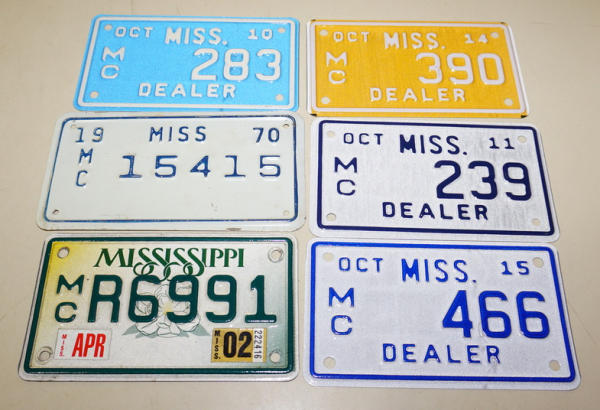 OCT MISS. 10
MC 283
DEALER
OCT MISS. 14
MC 390
DEALER
19 MISS 70
MC 15415
OCT MISS. 11
MC 239
DEALER
MISSISSIPPI
MC R6991
MISS. APR MISS. 02 222416
OCT MISS. 15
MC 466
DEALER